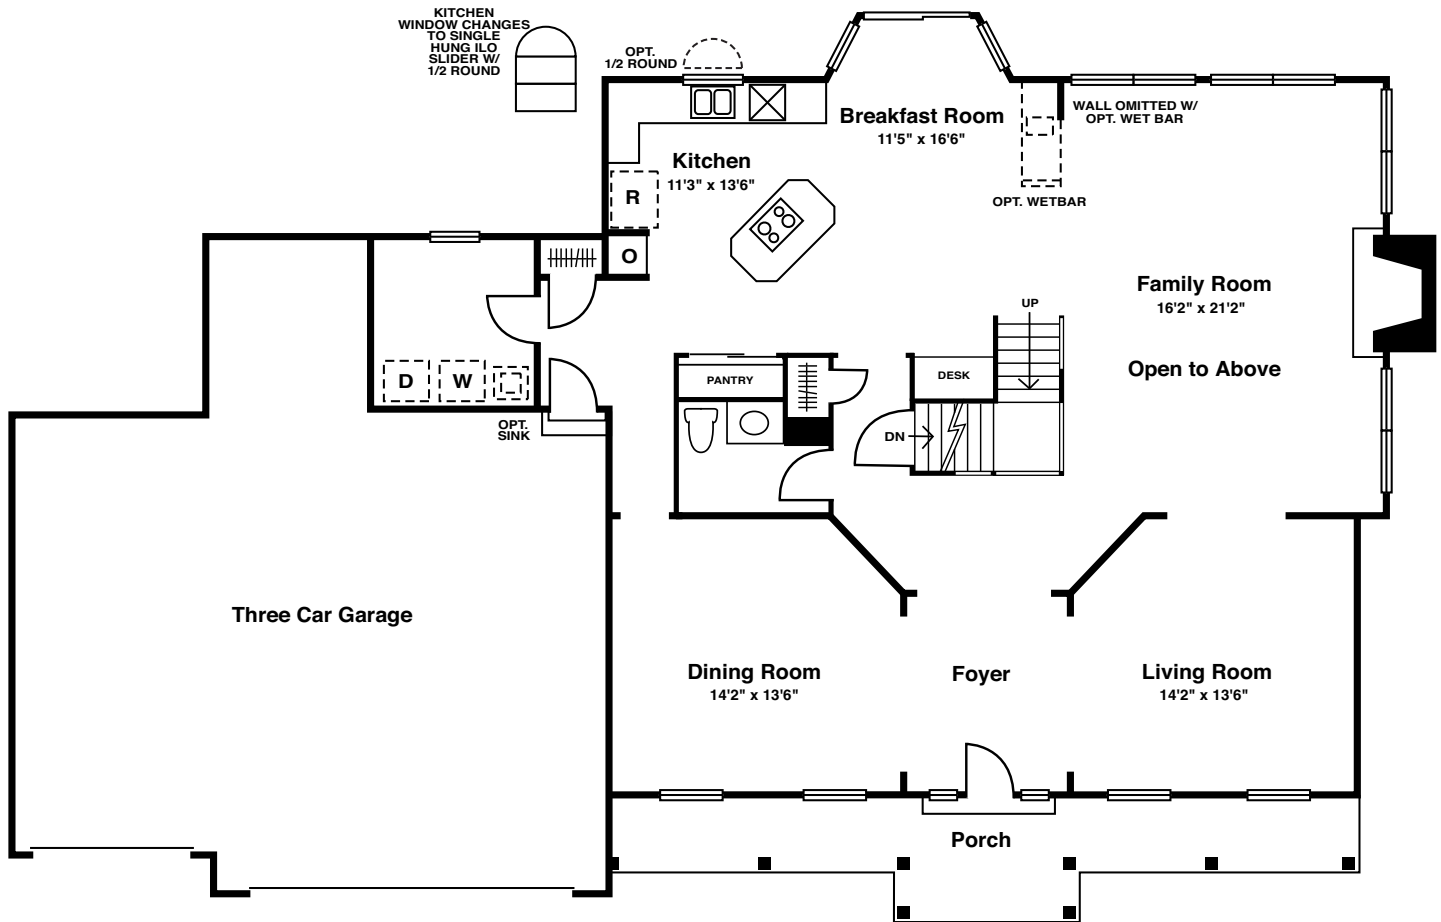 KITCHEN
WINDOW CHANGES
TO SINGLE
HUNG ILO
SLIDER W/
1/2 ROUND
OPT.
1/2 ROUND
Breakfast Room
11'5" x 16'6"
WALL OMITTED W/
OPT. WET BAR
Kitchen
11'3" x 13'6"
R
OPT. WETBAR
O
Family Room
16'2" x 21'2"
UP
Open to Above
D
W
PANTRY
DESK
OPT.
SINK
DN
Three Car Garage
Dining Room
14'2" x 13'6"
Foyer
Living Room
14'2" x 13'6"
Porch